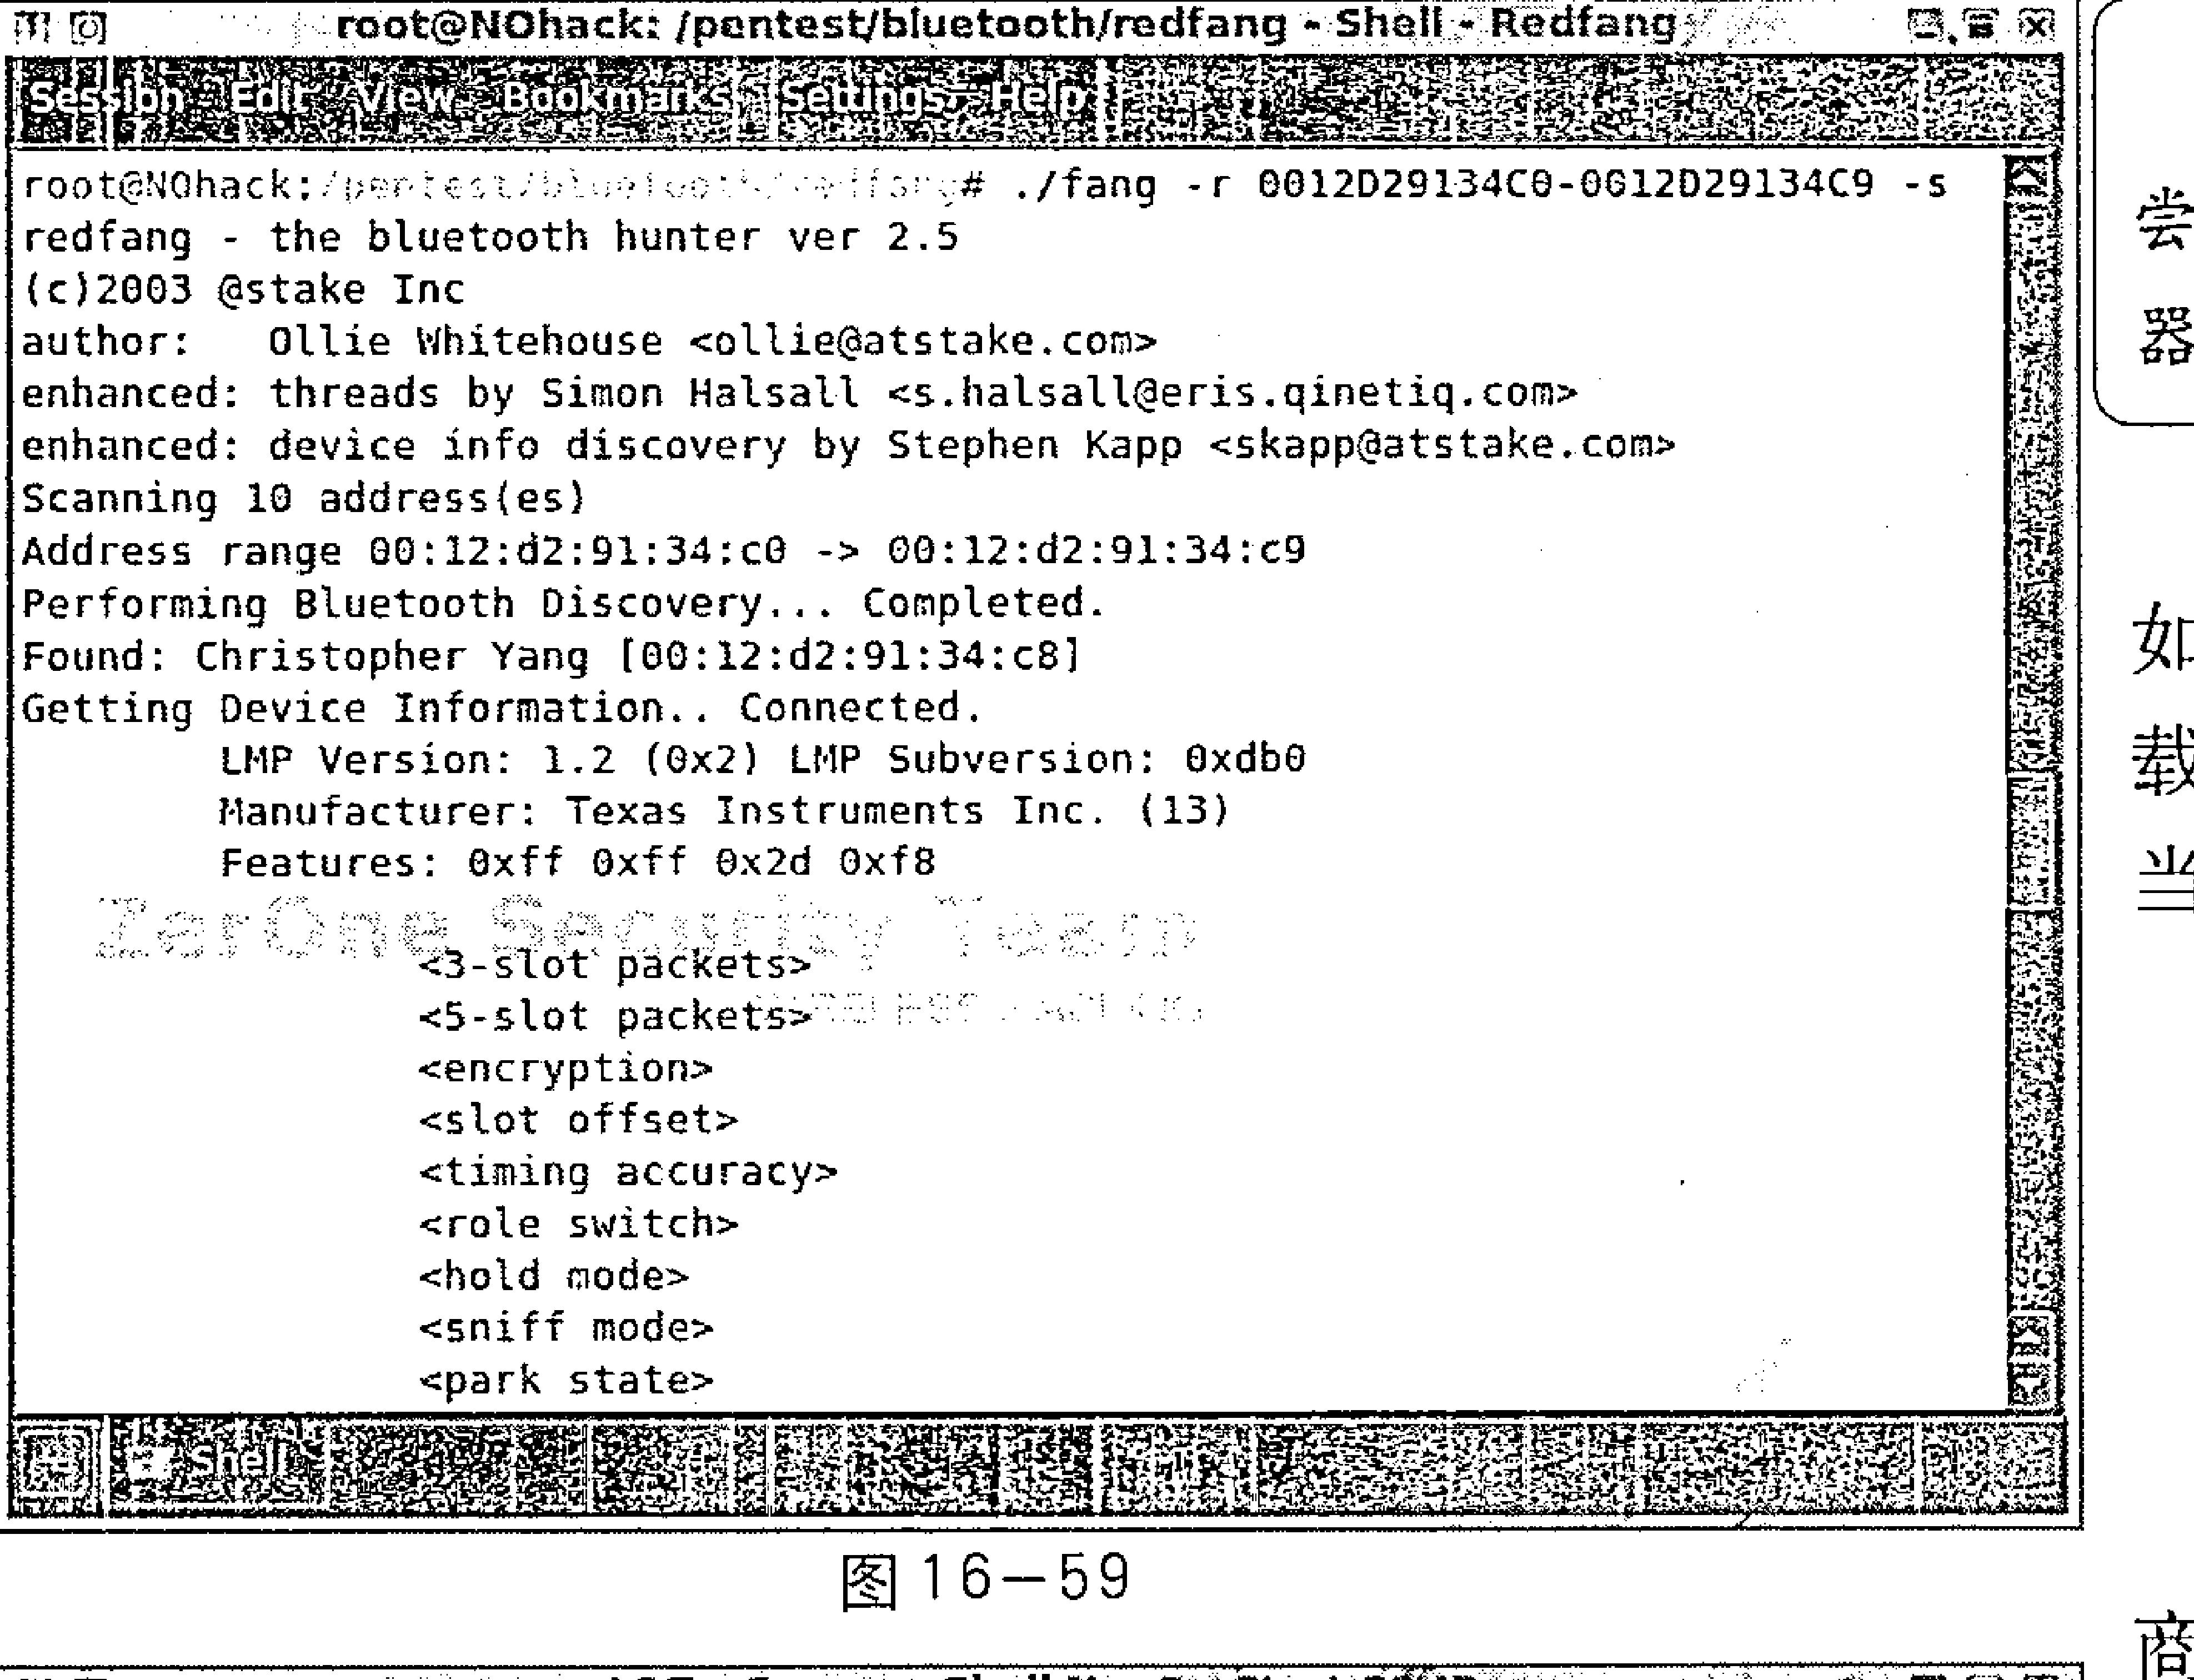 root@NOhack: /pentest/bluetooth/redfang - Shell - Redfang
Session Edit View Bookmarks Settings Help
root@NOhack:/pentest/bluetooth/redfang# ./fang -r 0012D29134C0-0012D29134C9 -s
redfang - the bluetooth hunter ver 2.5
(c)2003 @stake Inc
author: Ollie Whitehouse <ollie@atstake.com>
enhanced: threads by Simon Halsall <s.halsall@eris.qinetiq.com>
enhanced: device info discovery by Stephen Kapp <skapp@atstake.com>
Scanning 10 address(es)
Address range 00:12:d2:91:34:c0 -> 00:12:d2:91:34:c9
Performing Bluetooth Discovery... Completed.
Found: Christopher Yang [00:12:d2:91:34:c8]
Getting Device Information.. Connected.
LMP Version: 1.2 (0x2) LMP Subversion: 0xdb0
Manufacturer: Texas Instruments Inc. (13)
Features: 0xff 0xff 0x2d 0xf8
ZerOne Security Team
<3-slot packets>
<5-slot packets>
<encryption>
<slot offset>
<timing accuracy>
<role switch>
<hold mode>
<sniff mode>
<park state>
Shell
图 16-59
尝
器
如
载
当
商